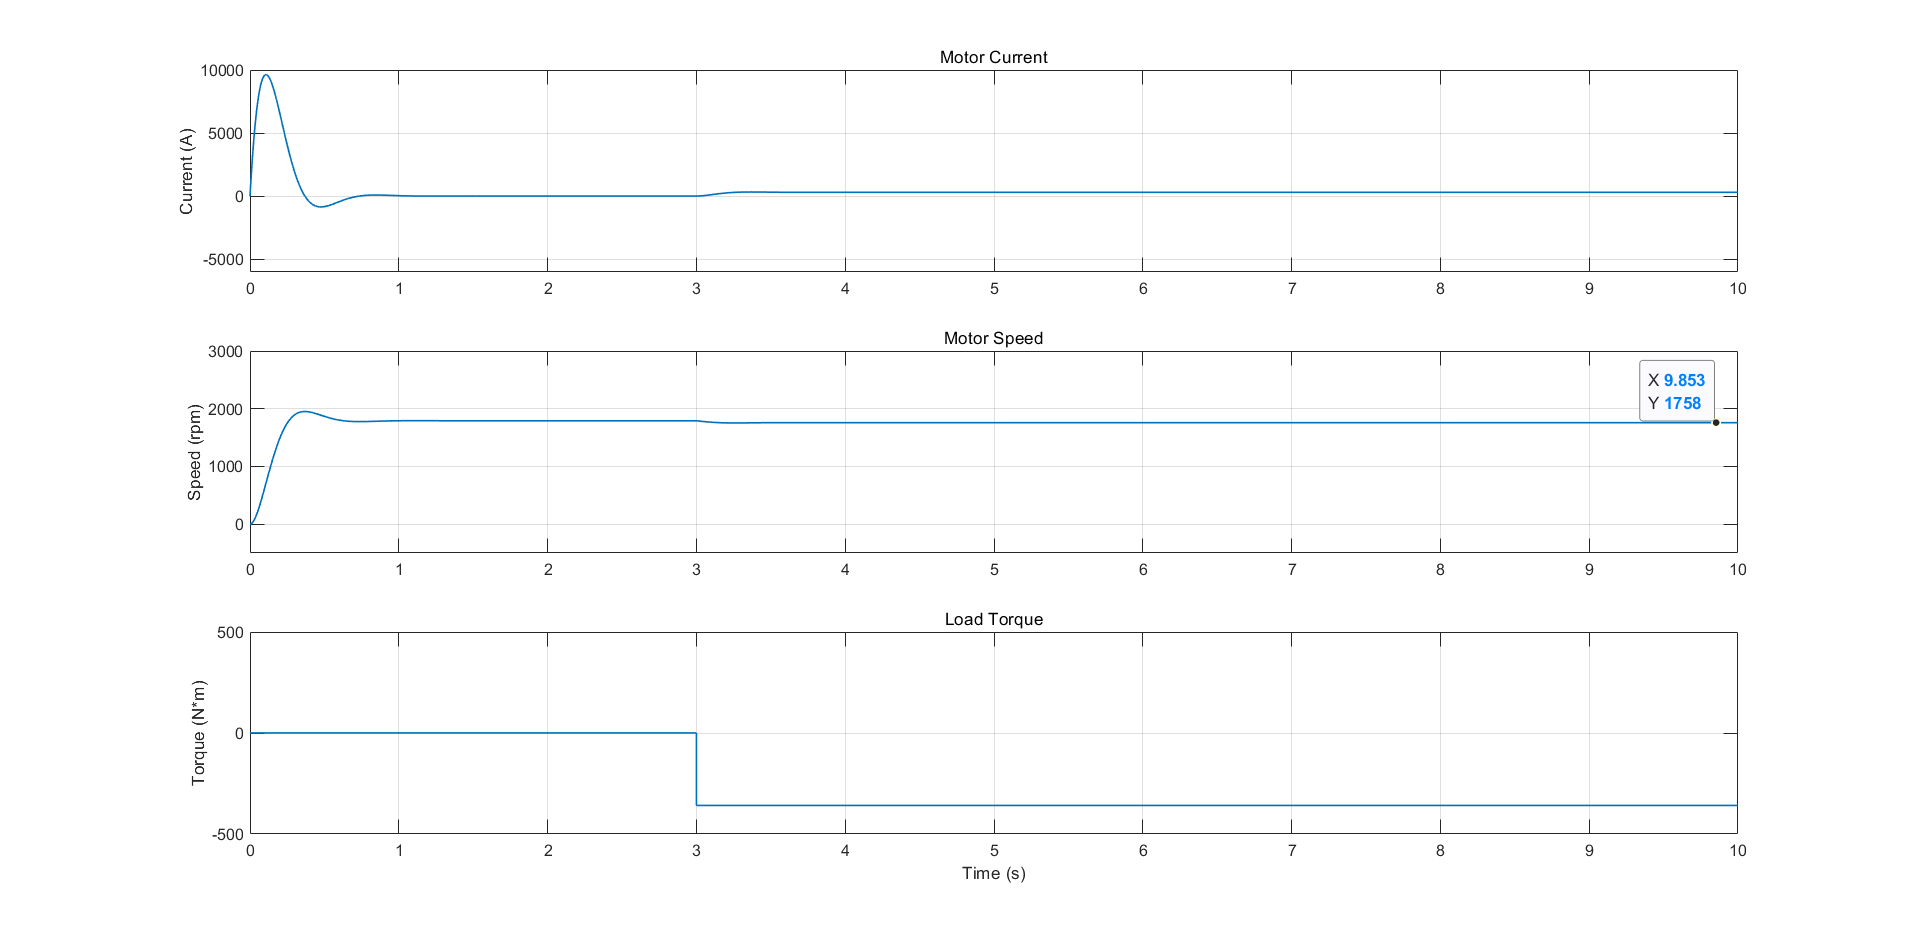 Motor Current
10000
5000
0
-5000
Current (A)
0 1 2 3 4 5 6 7 8 9 10
Motor Speed
3000
2000
1000
0
Speed (rpm)
X 9.853
Y 1758
0 1 2 3 4 5 6 7 8 9 10
Load Torque
500
0
-500
Torque (N*m)
0 1 2 3 4 5 6 7 8 9 10
Time (s)